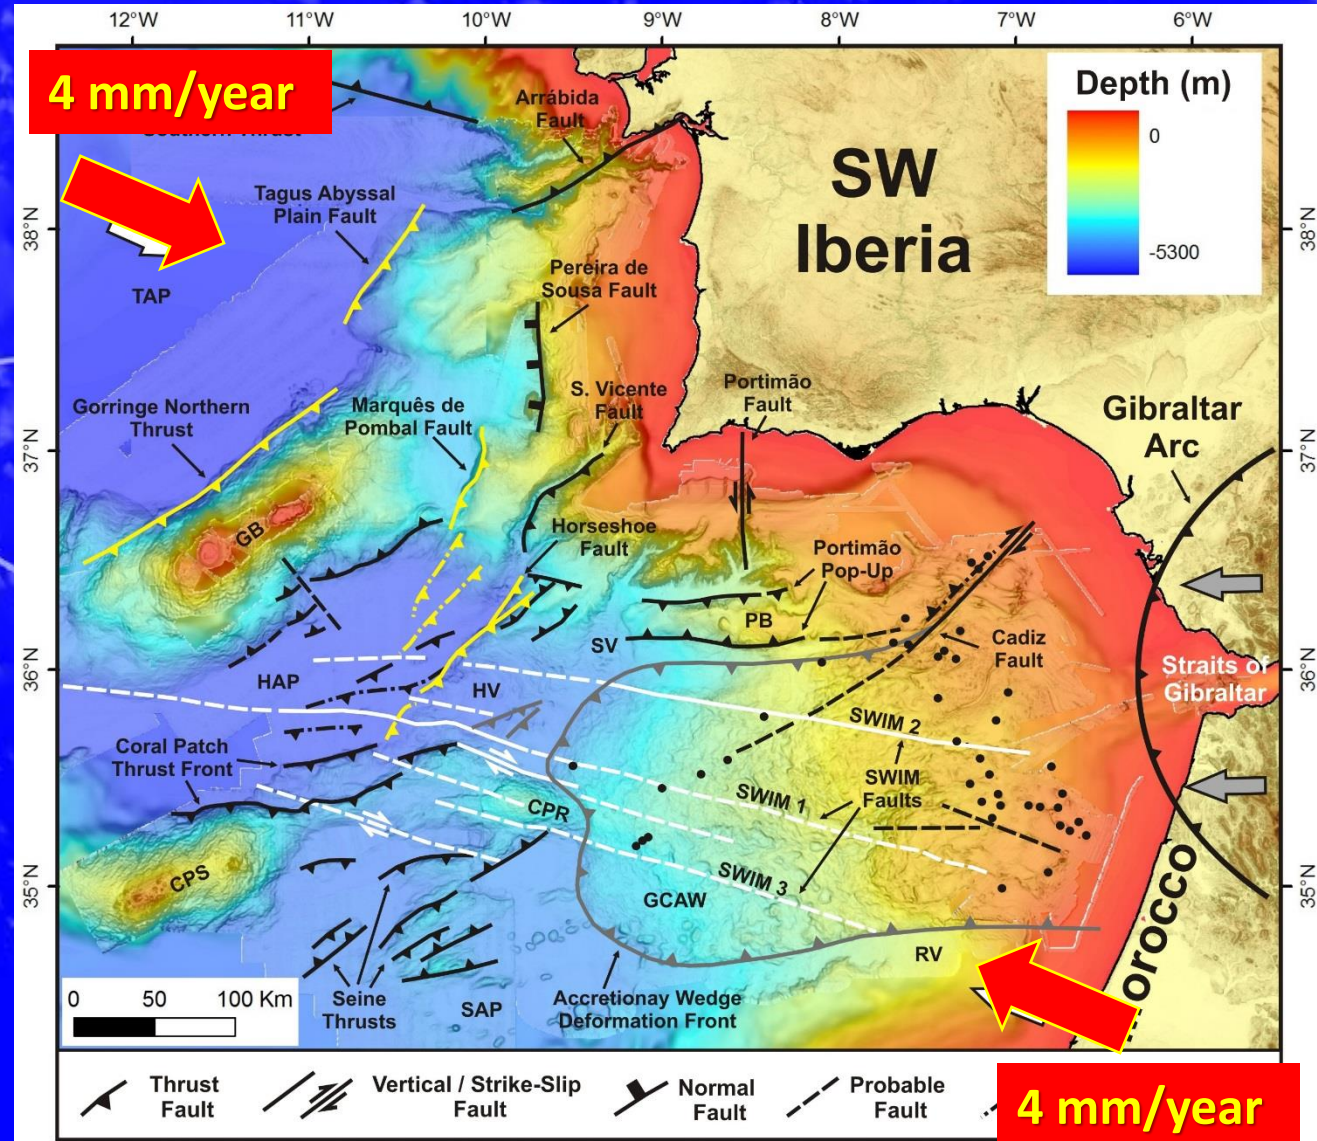 12°W 11°W 10°W 9°W 8°W 7°W 6°W
4 mm/year
Southern Thrust
Arrábida
Fault
Depth (m)
0
-5300
SW
Iberia
38°N
38°N
Tagus Abyssal
Plain Fault
TAP
Pereira de
Sousa Fault
Gorringe Northern
Thrust
Marquês de
Pombal Fault
S. Vicente
Fault
Portimão
Fault
Gibraltar
Arc
37°N
37°N
GB
Horseshoe
Fault
Portimão
Pop-Up
PB
SV
Cadiz
Fault
36°N
36°N
Straits of
Gibraltar
HAP
HV
SWIM 2
Coral Patch
Thrust Front
SWIM
Faults
SWIM 1
CPR
SWIM 3
35°N
35°N
CPS
GCAW
orocco
RV
0 50 100 Km
Seine
Thrusts
SAP
Accretionay Wedge
Deformation Front
Thrust
Fault
Vertical / Strike-Slip
Fault
Normal
Fault
Probable
Fault
4 mm/year